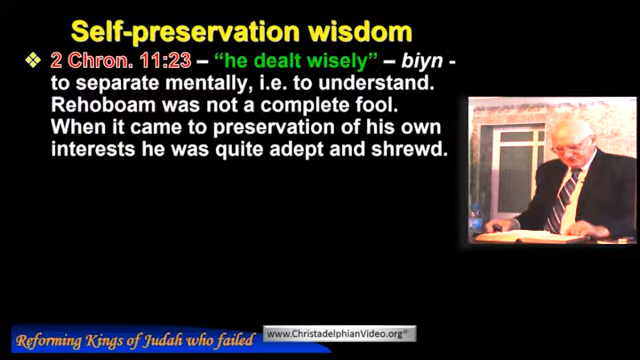 Self-preservation wisdom
❖ 2 Chron. 11:23 – “he dealt wisely” – biyn -
to separate mentally, i.e. to understand.
Rehoboam was not a complete fool.
When it came to preservation of his own
interests he was quite adept and shrewd.
Reforming Kings of Judah who failed
www.ChristadelphianVideo.org®